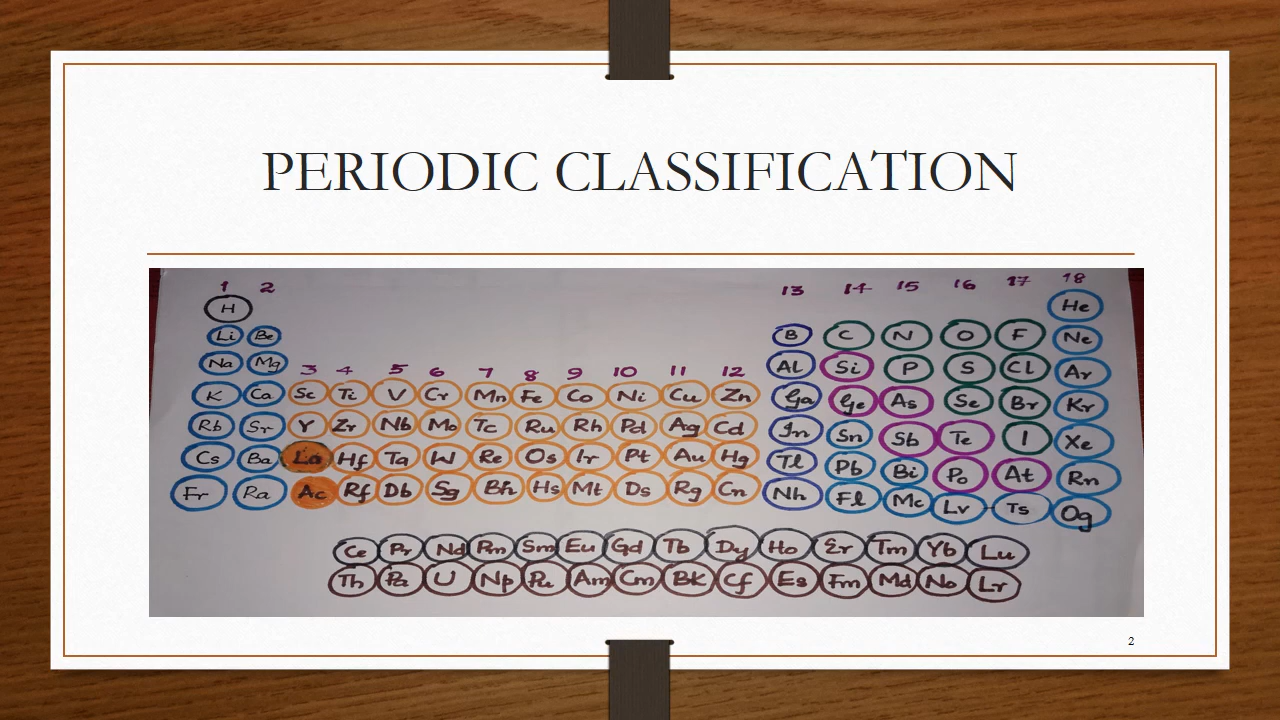 PERIODIC CLASSIFICATION
1 2 13 14 15 16 17 18
H He
Li Be B C N O F Ne
Na Mg Al Si P S Cl Ar
3 4 5 6 7 8 9 10 11 12
K Ca Sc Ti V Cr Mn Fe Co Ni Cu Zn Ga Ge As Se Br Kr
Rb Sr Y Zr Nb Mo Tc Ru Rh Pd Ag Cd In Sn Sb Te I Xe
Cs Ba La Hf Ta W Re Os Ir Pt Au Hg Tl Pb Bi Po At Rn
Fr Ra Ac Rf Db Sg Bh Hs Mt Ds Rg Cn Nh Fl Mc Lv Ts Og
Ce Pr Nd Pm Sm Eu Gd Tb Dy Ho Er Tm Yb Lu
Th Pa U Np Pu Am Cm BK Cf Es Fm Md No Lr
2